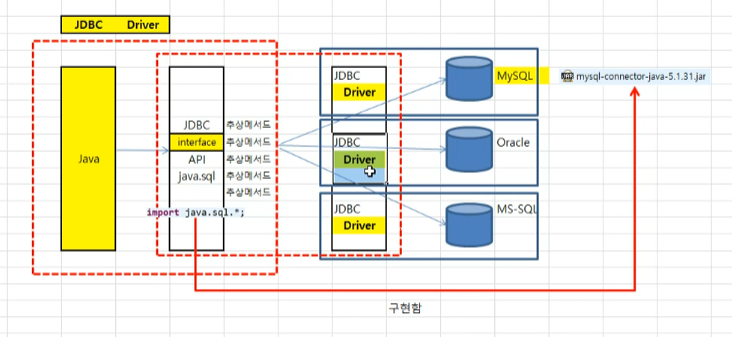 JDBC Driver
JDBC
Driver
MySQL
mysql-connector-java-5.1.31.jar
Java
JDBC
interface
API
java.sql
추상메서드
추상메서드
추상메서드
추상메서드
추상메서드
import java.sql.*;
JDBC
Driver
Oracle
JDBC
Driver
MS-SQL
구현함